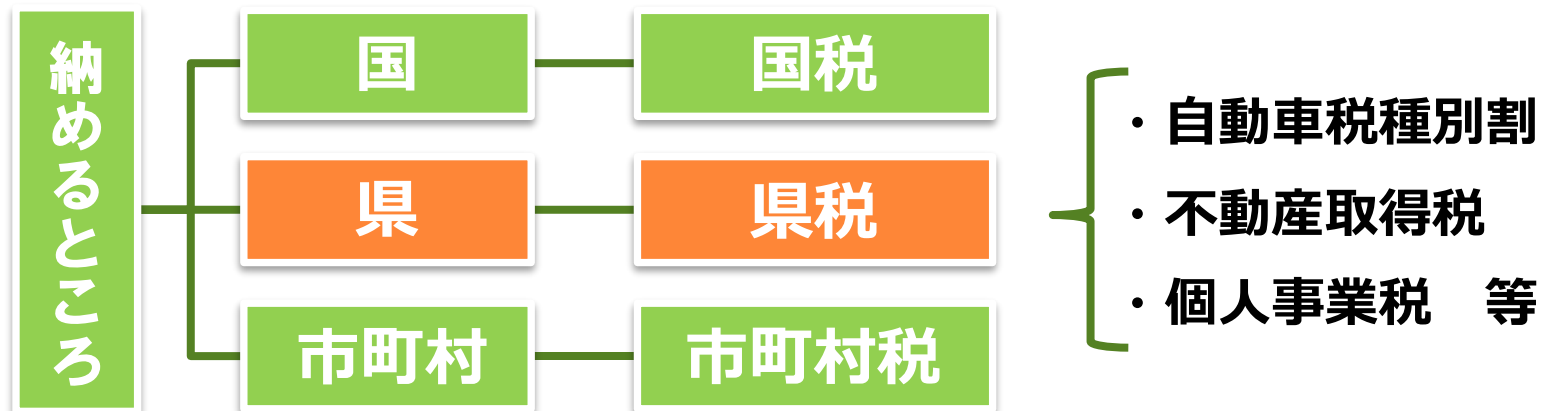 納めるところ
国
国税
県
県税
市町村
市町村税
・自動車税種別割
・不動産取得税
・個人事業税　等